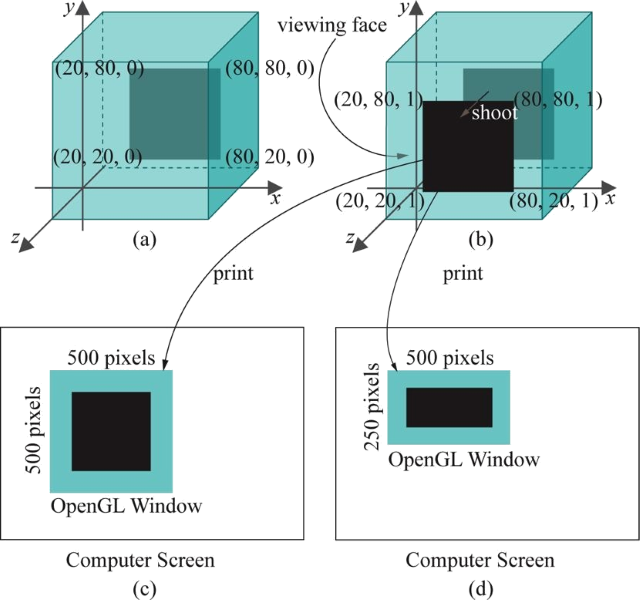 y
(20, 80, 0)
(80, 80, 0)
(20, 20, 0)
(80, 20, 0)
x
z
(a)
viewing face
y
(20, 80, 1)
(80, 80, 1)
shoot
(20, 20, 1)
(80, 20, 1)
x
z
(b)
print
print
500 pixels
500 pixels
OpenGL Window
Computer Screen
(c)
500 pixels
250 pixels
OpenGL Window
Computer Screen
(d)